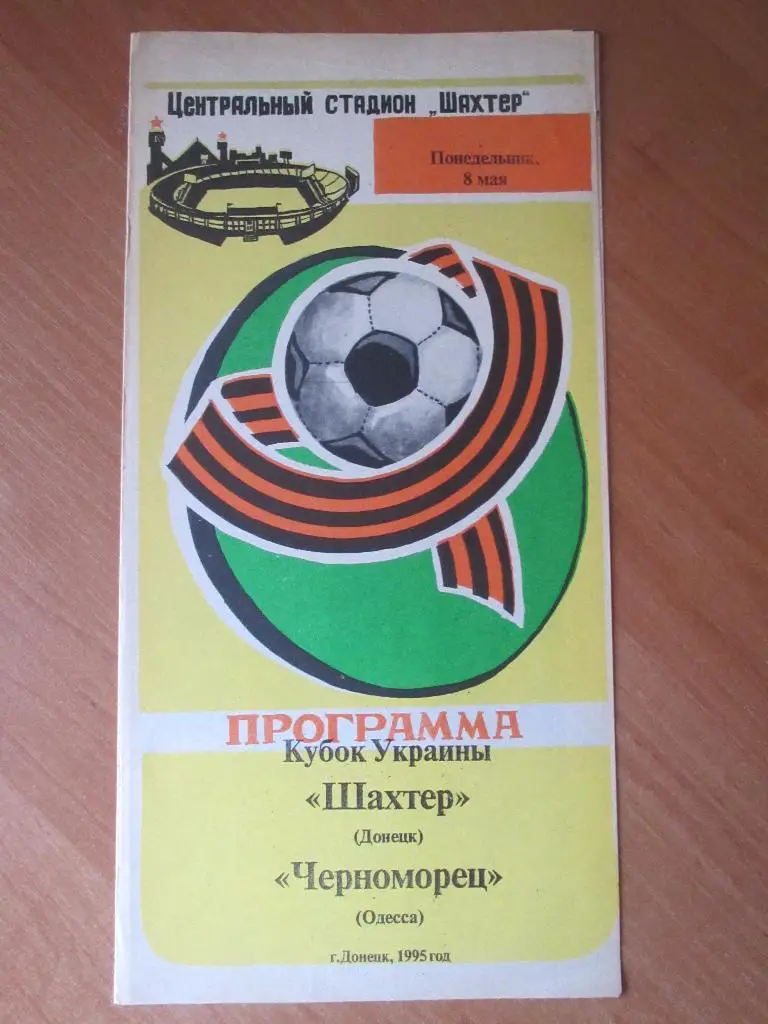 Центральный стадион „Шахтер"
Понедельник,
8 мая
ПРОГРАММА
Кубок Украины
«Шахтер»
(Донецк)
«Черноморец»
(Одесса)
г.Донецк, 1995 год